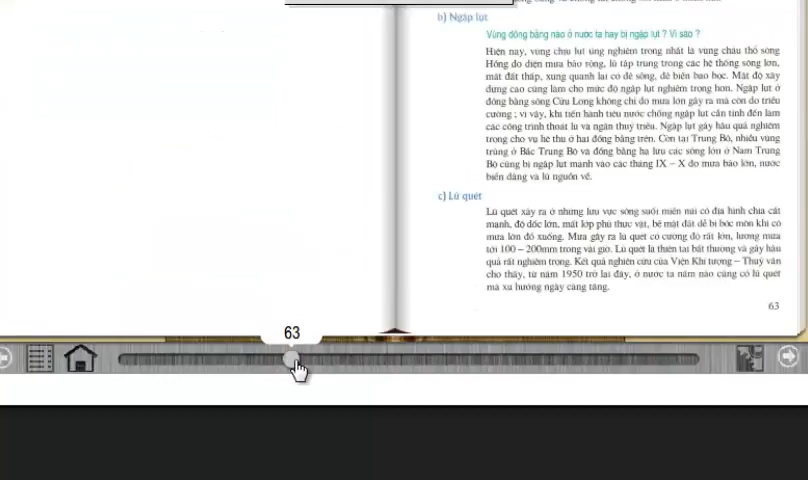 b) Ngập lụt
Vùng đồng bằng nào ở nước ta hay bị ngập lụt ? Vì sao ?
Hiện nay, vùng chịu lụt úng nghiêm trọng nhất là vùng châu thổ sông
Hồng do diện mưa bão rộng, lũ tập trung trong các hệ thống sông lớn,
mặt đất thấp, xung quanh lại có đê sông, đê biển bao bọc. Mật độ xây
dựng cao cũng làm cho mức độ ngập lụt nghiêm trọng hơn. Ngập lụt ở
đồng bằng sông Cửu Long không chỉ do mưa lớn gây ra mà còn do triều
cường ; vì vậy, khi tiến hành tiêu nước chống ngập lụt cần tính đến làm
các công trình thoát lũ và ngăn thuỷ triều. Ngập lụt gây hậu quả nghiêm
trọng cho vụ hè thu ở hai đồng bằng trên. Còn tại Trung Bộ, nhiều vùng
trũng ở Bắc Trung Bộ và đồng bằng hạ lưu các sông lớn ở Nam Trung
Bộ cũng bị ngập lụt mạnh vào các tháng IX - X do mưa bão lớn, nước
biển dâng và lũ nguồn về.
c) Lũ quét
Lũ quét xảy ra ở những lưu vực sông suối miền núi có địa hình chia cắt
mạnh, độ dốc lớn, mất lớp phủ thực vật, bề mặt đất dễ bị bóc mòn khi có
mưa lớn đổ xuống. Mưa gây ra lũ quét có cường độ rất lớn, lượng mưa
tới 100 - 200mm trong vài giờ. Lũ quét là thiên tai bất thường và gây hậu
quả rất nghiêm trọng. Kết quả nghiên cứu của Viện Khí tượng - Thuỷ văn
cho thấy, từ năm 1950 trở lại đây, ở nước ta năm nào cũng có lũ quét
mà xu hướng ngày càng tăng.
63
63